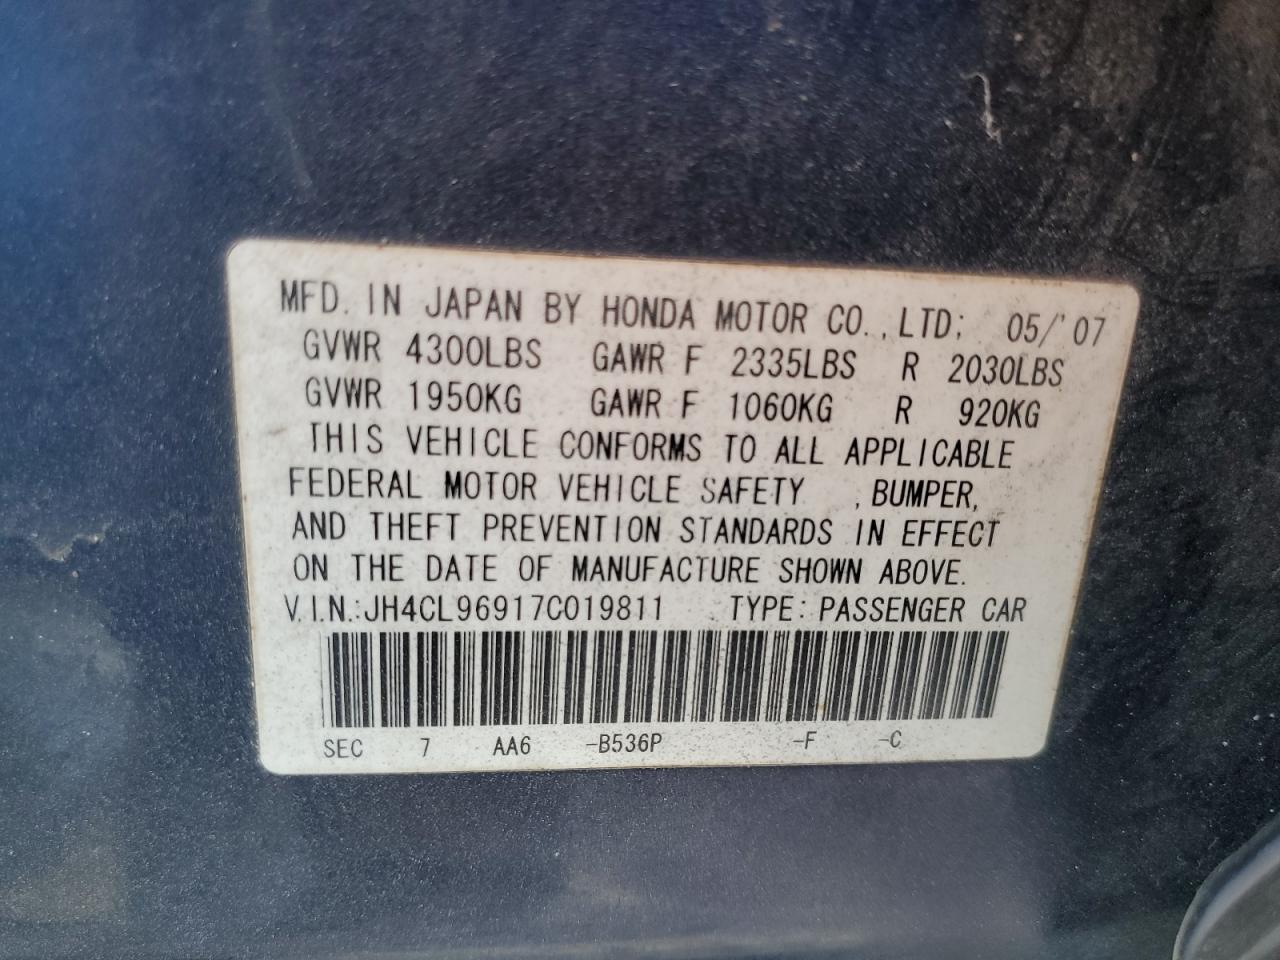 MFD. IN JAPAN BY HONDA MOTOR CO.,LTD; 05/'07
GVWR 4300LBS GAWR F 2335LBS R 2030LBS
GVWR 1950KG GAWR F 1060KG R 920KG
THIS VEHICLE CONFORMS TO ALL APPLICABLE
FEDERAL MOTOR VEHICLE SAFETY , BUMPER,
AND THEFT PREVENTION STANDARDS IN EFFECT
ON THE DATE OF MANUFACTURE SHOWN ABOVE.
V.I.N.:JH4CL96917C019811 TYPE:PASSENGER CAR
SEC 7 AA6 -B536P -F -C